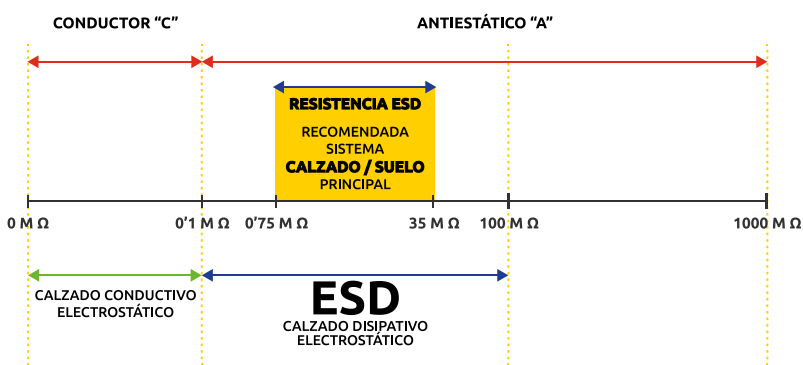 CONDUCTOR “C”
ANTIESTÁTICO “A”
RESISTENCIA ESD
RECOMENDADA
SISTEMA
CALZADO / SUELO
PRINCIPAL
0 M Ω
0’1 M Ω
0’75 M Ω
35 M Ω
100 M Ω
1000 M Ω
CALZADO CONDUCTIVO
ELECTROSTÁTICO
ESD
CALZADO DISIPATIVO
ELECTROSTÁTICO